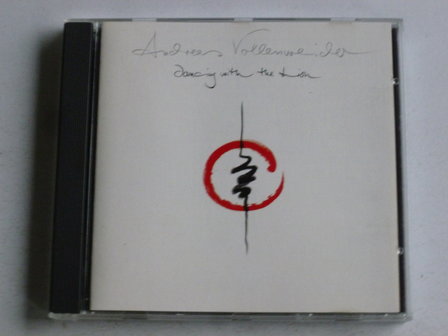 Andreas Vollenweider
dancing with the lion